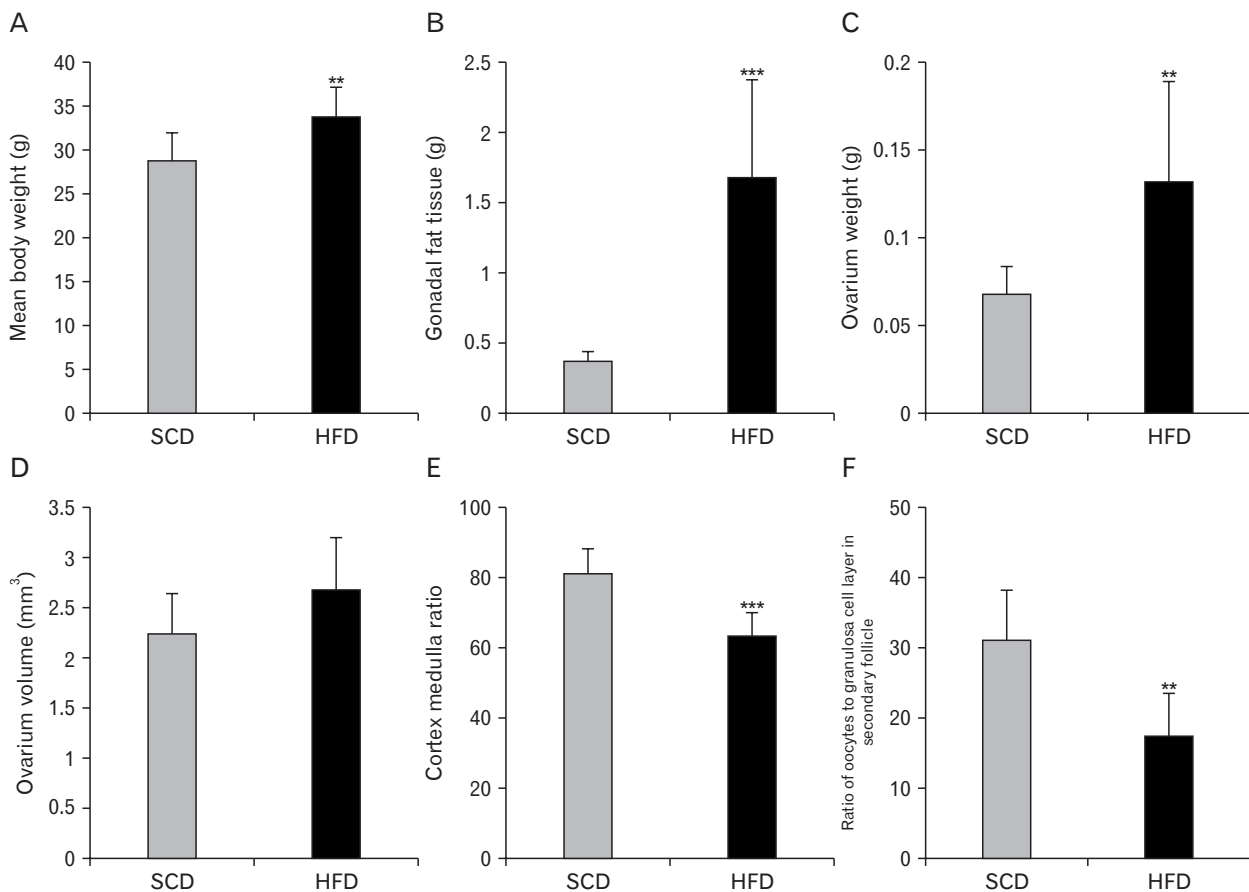 A
Mean body weight (g)
40
35
30
25
20
15
10
5
0
**
SCD
HFD
B
Gonadal fat tissue (g)
2.5
2
1.5
1
0.5
0
***
SCD
HFD
C
Ovarium weight (g)
0.2
0.15
0.1
0.05
0
**
SCD
HFD
D
Ovarium volume (mm³)
3.5
3
2.5
2
1.5
1
0.5
0
SCD
HFD
E
Cortex medulla ratio
100
80
60
40
20
0
***
SCD
HFD
F
Ratio of oocytes to granulosa cell layer in
secondary follicle
50
40
30
20
10
0
**
SCD
HFD